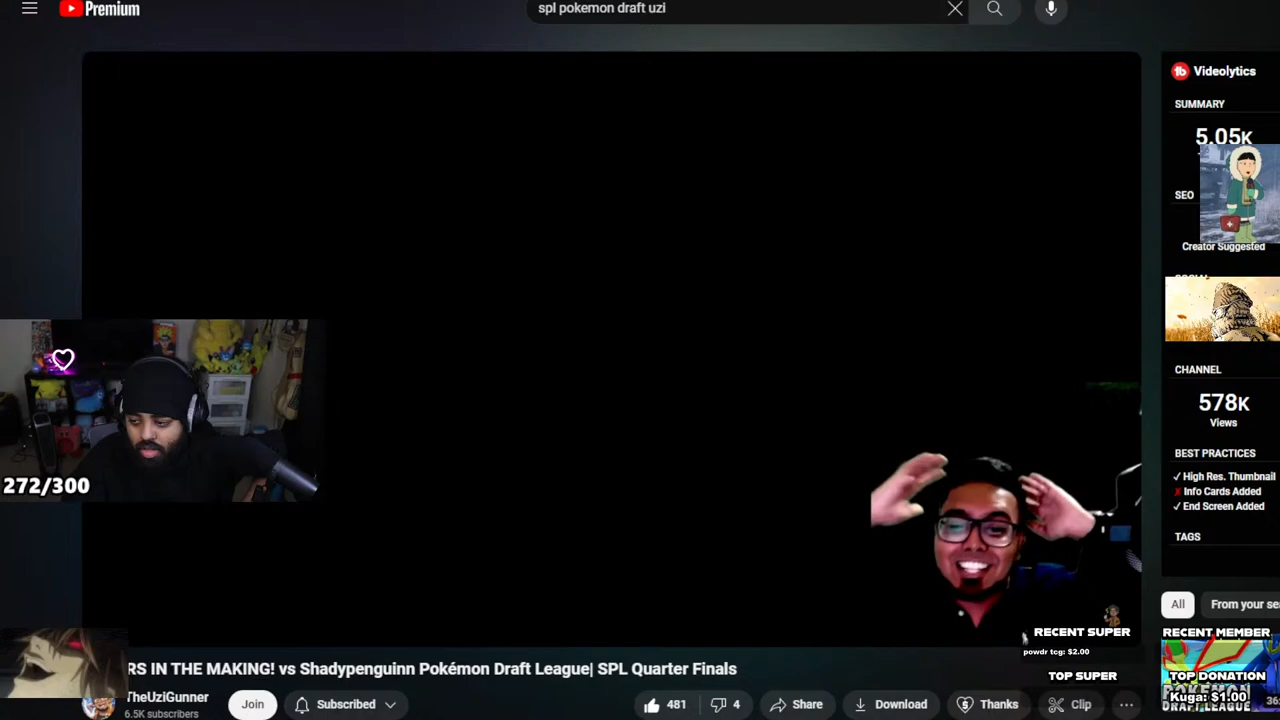 Premium
spl pokemon draft uzi
Videolytics
SUMMARY
5.05K
SEO
Creator Suggested
CHANNEL
578K
Views
BEST PRACTICES
✓ High Res. Thumbnail
x Info Cards Added
✓ End Screen Added
TAGS
272/300
All
From your
RECENT SUPER
powdr tcg: $2.00
TOP SUPER
RECENT MEMBER
TOP DONATION
Kuga: $1.00
DRAFT LEAGUE
RS IN THE MAKING! vs Shadypenguinn Pokémon Draft League| SPL Quarter Finals
TheUziGunner
6.5K subscribers
Join
Subscribed
481
4
Share
Download
Thanks
Clip